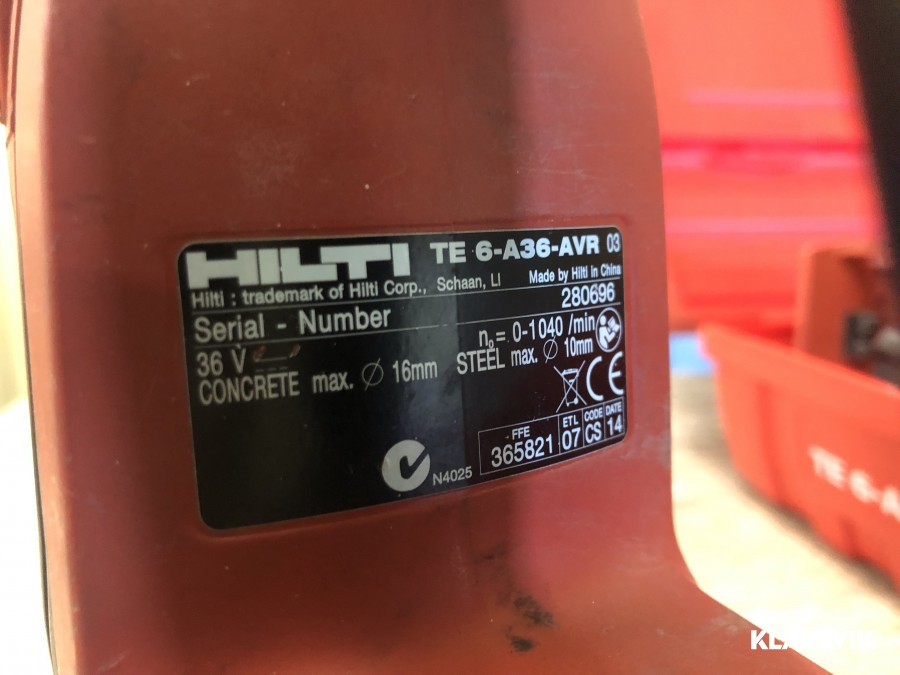 HILTI TE 6-A36-AVR 03
Hilti : trademark of Hilti Corp., Schaan, LI Made by Hilti in China
Serial - Number 280696
36 V n₀= 0-1040 /min
CONCRETE max. Ø 16mm STEEL max. Ø 10mm
CE
FFE ETL CODE DATE
365821 07 CS 14
N4025
TE 6-A